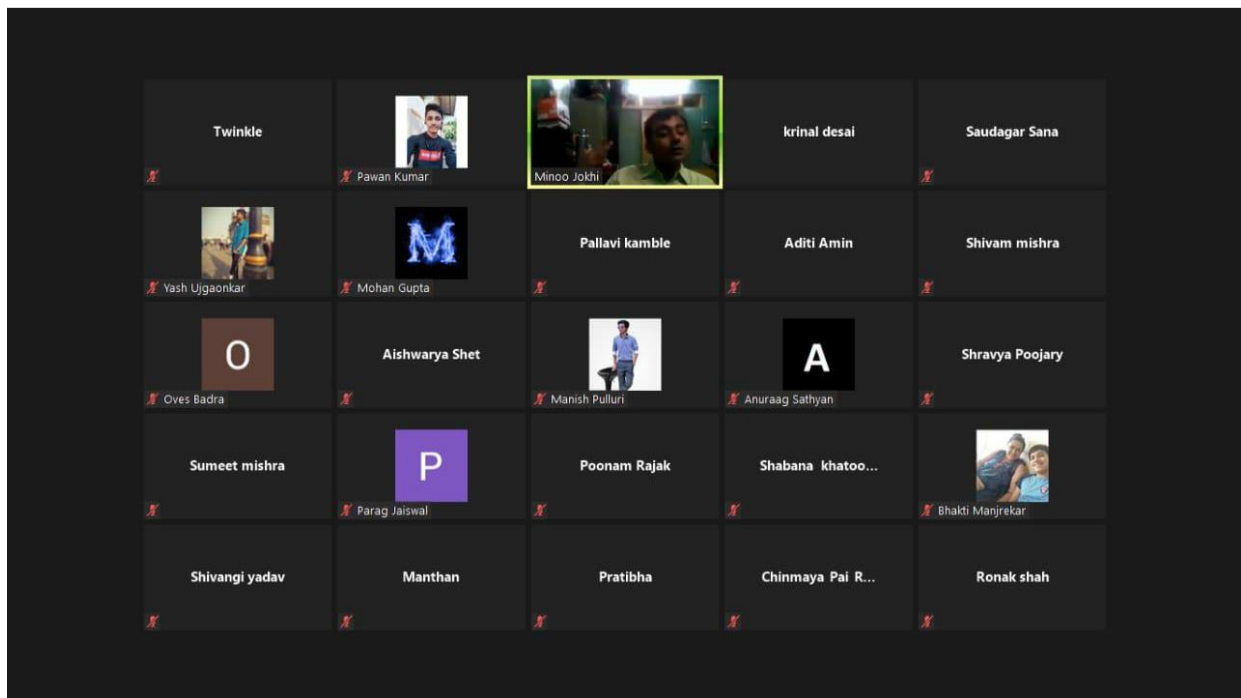 Twinkle
Pawan Kumar
Minoo Jokhi
krinal desai
Saudagar Sana
Yash Ujgaonkar
M
Mohan Gupta
Pallavi kamble
Aditi Amin
Shivam mishra
O
Oves Badra
Aishwarya Shet
Manish Pulluri
A
Anuraag Sathyan
Shravya Poojary
Sumeet mishra
P
Parag Jaiswal
Poonam Rajak
Shabana khatoo...
Bhakti Manjrekar
Shivangi yadav
Manthan
Pratibha
Chinmaya Pai R...
Ronak shah